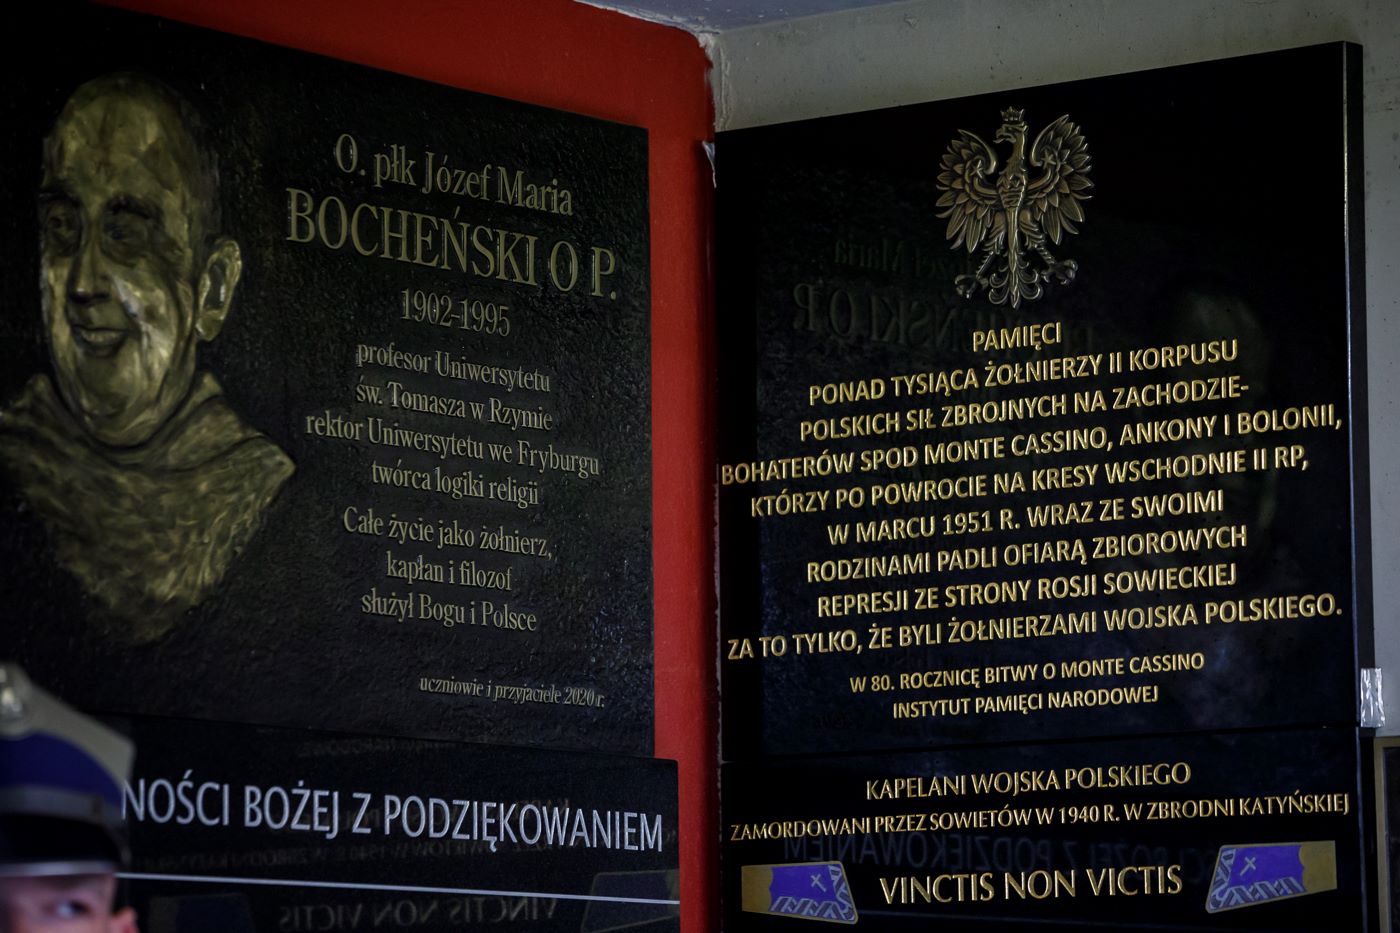 O. płk Józef Maria
BOCHEŃSKI O P.
1902-1995
profesor Uniwersytetu
św. Tomasza w Rzymie
rektor Uniwersytetu we Fryburgu
twórca logiki religii
Całe życie jako żołnierz,
kapłan i filozof
służył Bogu i Polsce
uczniowie i przyjaciele 2020 r.
NOŚCI BOŻEJ Z PODZIĘKOWANIEM
PAMIĘCI
PONAD TYSIĄCA ŻOŁNIERZY II KORPUSU
POLSKICH SIŁ ZBROJNYCH NA ZACHODZIE-
BOHATERÓW SPOD MONTE CASSINO, ANKONY I BOLONII,
KTÓRZY PO POWROCIE NA KRESY WSCHODNIE II RP,
W MARCU 1951 R. WRAZ ZE SWOIMI
RODZINAMI PADLI OFIARĄ ZBIOROWYCH
REPRESJI ZE STRONY ROSJI SOWIECKIEJ
ZA TO TYLKO, ŻE BYLI ŻOŁNIERZAMI WOJSKA POLSKIEGO.
W 80. ROCZNICĘ BITWY O MONTE CASSINO
INSTYTUT PAMIĘCI NARODOWEJ
KAPELANI WOJSKA POLSKIEGO
ZAMORDOWANI PRZEZ SOWIETÓW W 1940 R. W ZBRODNI KATYŃSKIEJ
VINCTIS NON VICTIS